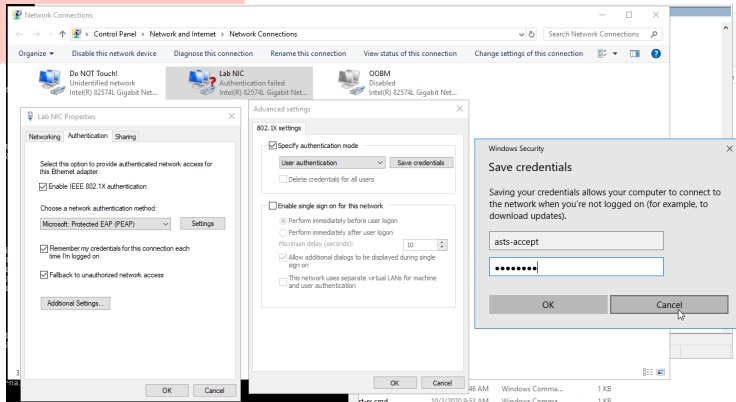 Network Connections
Control Panel › Network and Internet › Network Connections
Search Network Connections
Organize
Disable this network device
Diagnose this connection
Rename this connection
View status of this connection
Change settings of this connection
Do NOT Touch!
Unidentified network
Intel(R) 82574L Gigabit Net...
Lab NIC
Authentication failed
Intel(R) 82574L Gigabit Net...
OOBM
Disabled
Intel(R) 82574L Gigabit Net...
Lab NIC Properties
Networking Authentication Sharing
Select this option to provide authenticated network access for
this Ethernet adapter.
Enable IEEE 802.1X authentication
Choose a network authentication method:
Microsoft: Protected EAP (PEAP)
Settings
Remember my credentials for this connection each
time I'm logged on
Fallback to unauthorized network access
Additional Settings...
OK Cancel
Advanced settings
802.1X settings
Specify authentication mode
User authentication
Save credentials
Delete credentials for all users
Enable single sign on for this network
Perform immediately before user logon
Perform immediately after user logon
Maximum delay (seconds):
10
Allow additional dialogs to be displayed during single
sign on
This network uses separate virtual LANs for machine
and user authentication
OK Cancel
Windows Security
Save credentials
Saving your credentials allows your computer to connect to
the network when you're not logged on (for example, to
download updates).
asts-accept
●●●●●●●●
OK Cancel
46 AM Windows Comma... 1 KB
10/2/2020 9:53 AM Windows Comma... 1 KB